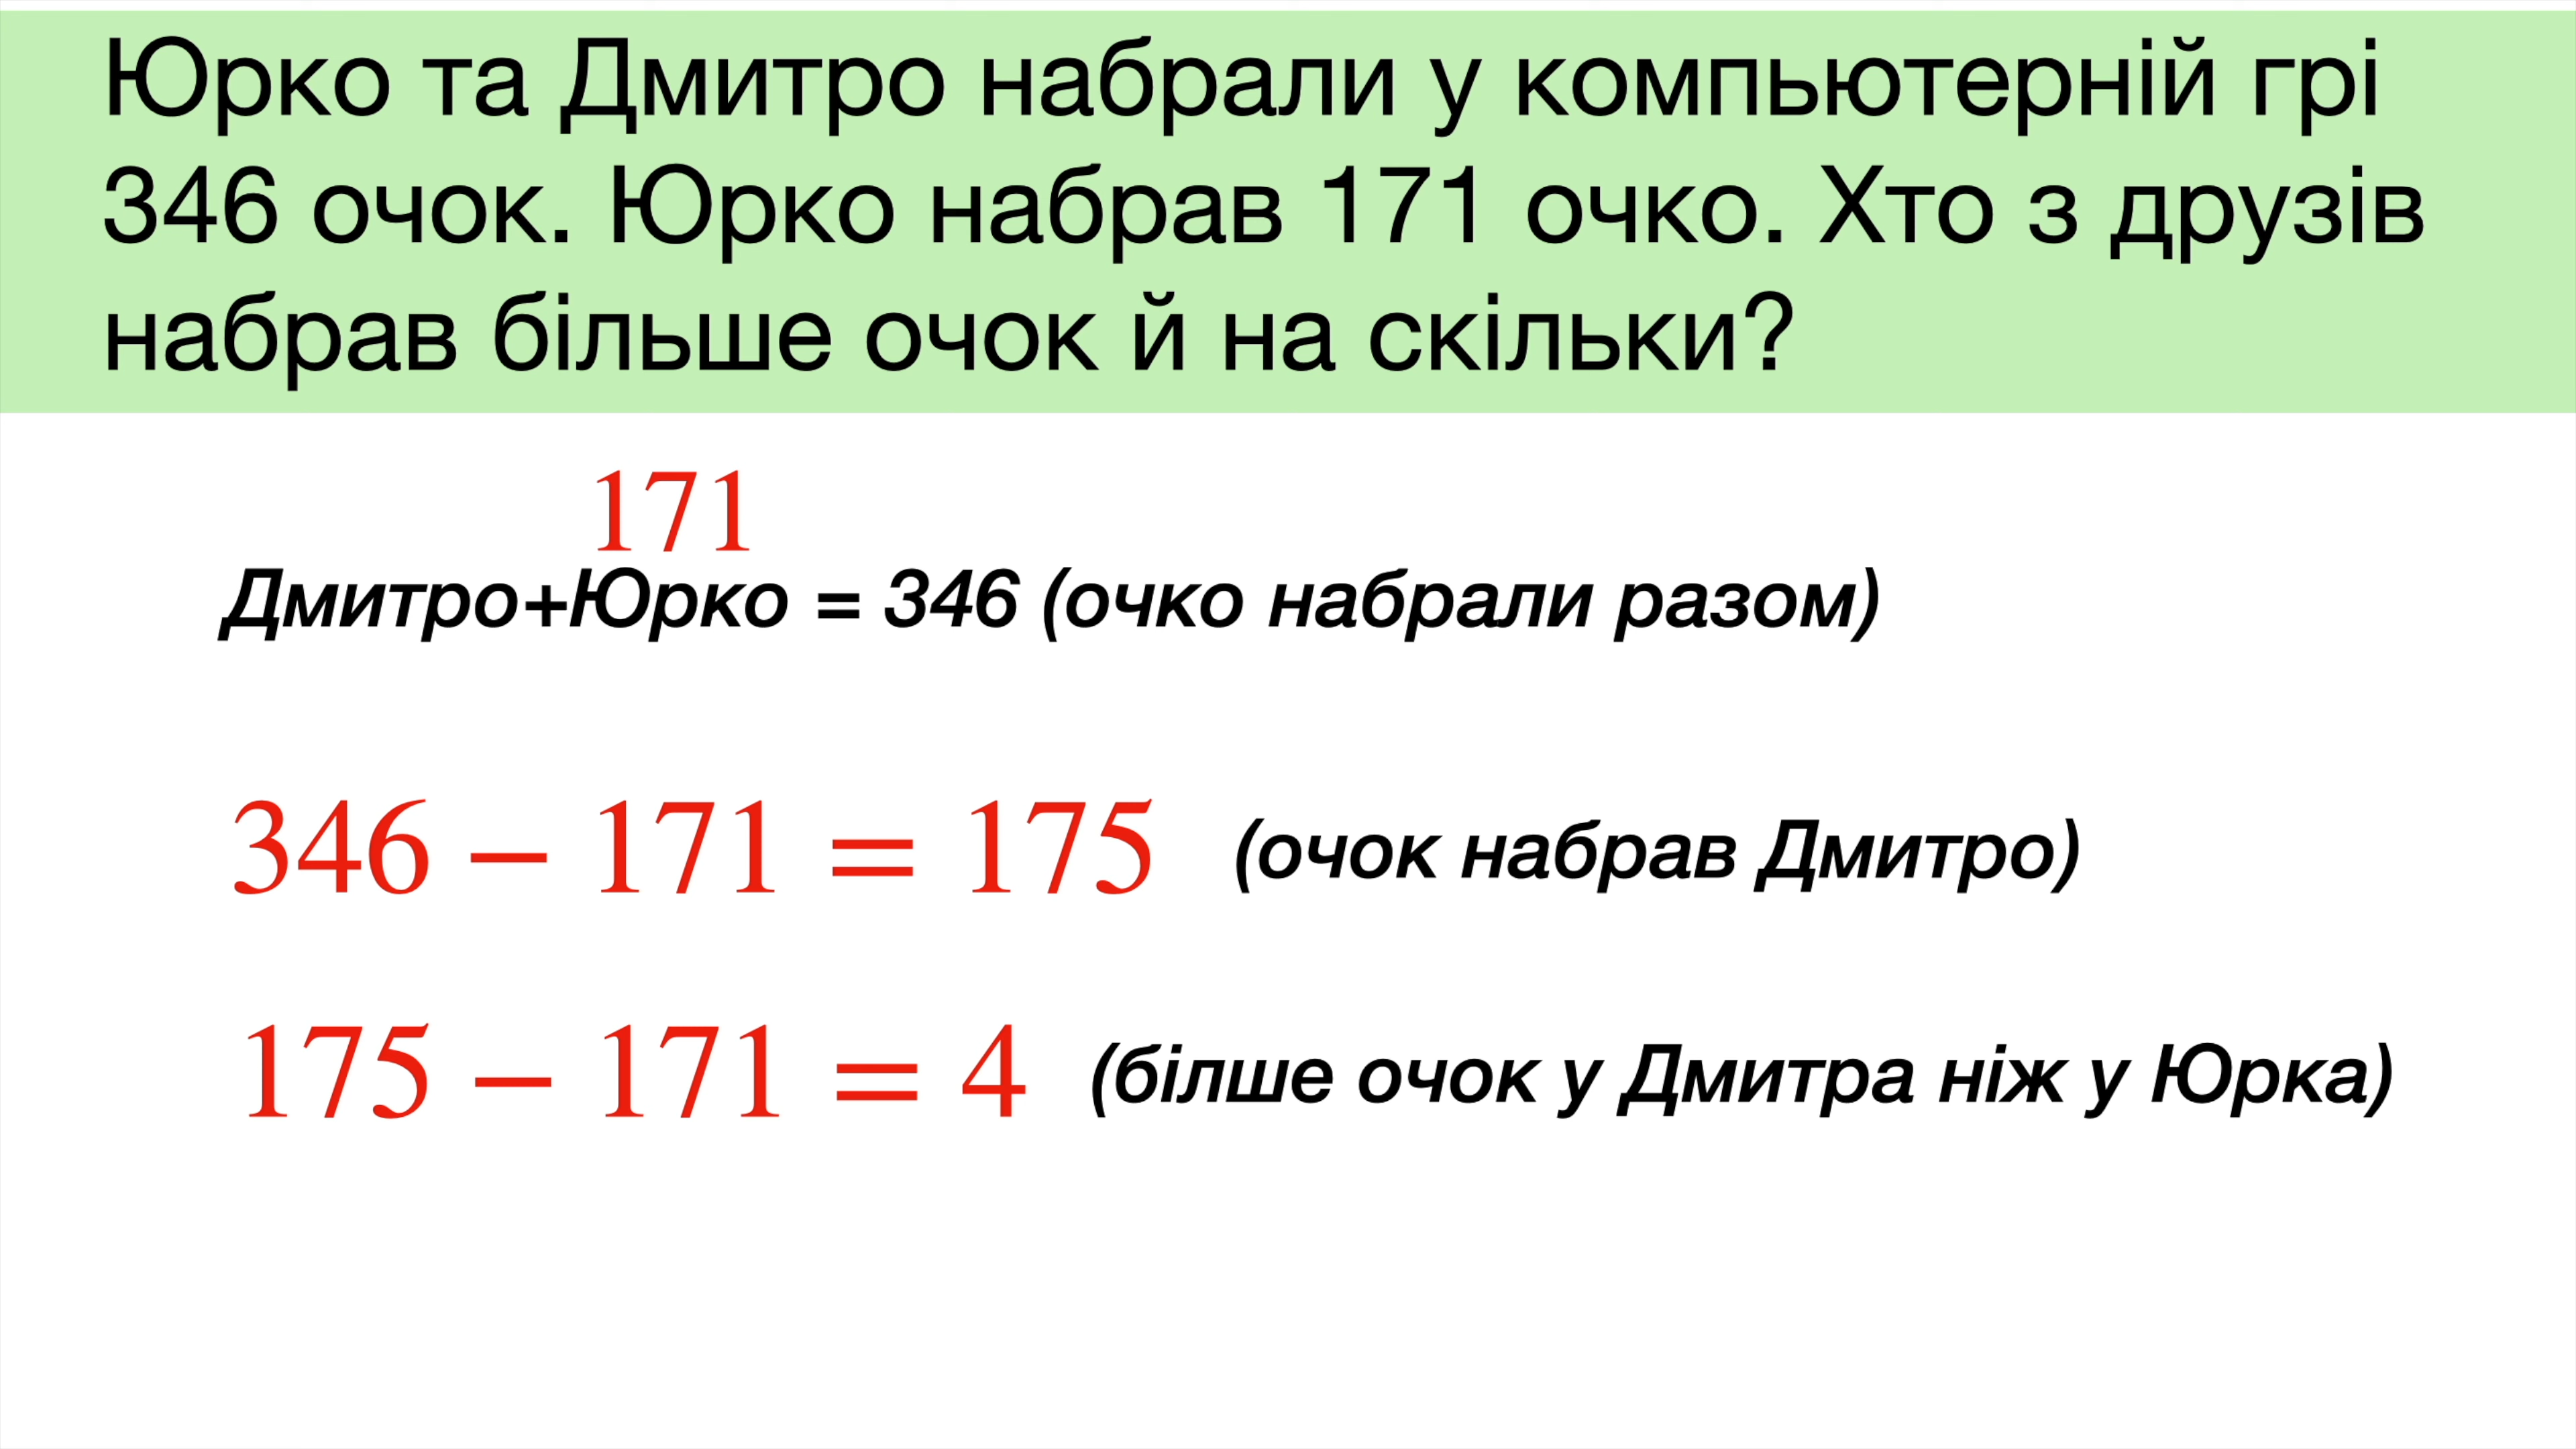 Юрко та Дмитро набрали у компьютерній грі
346 очок. Юрко набрав 171 очко. Хто з друзів
набрав більше очок й на скільки?
171
Дмитро+Юрко = 346 (очко набрали разом)
346 − 171 = 175 (очок набрав Дмитро)
175 − 171 = 4 (білше очок у Дмитра ніж у Юрка)